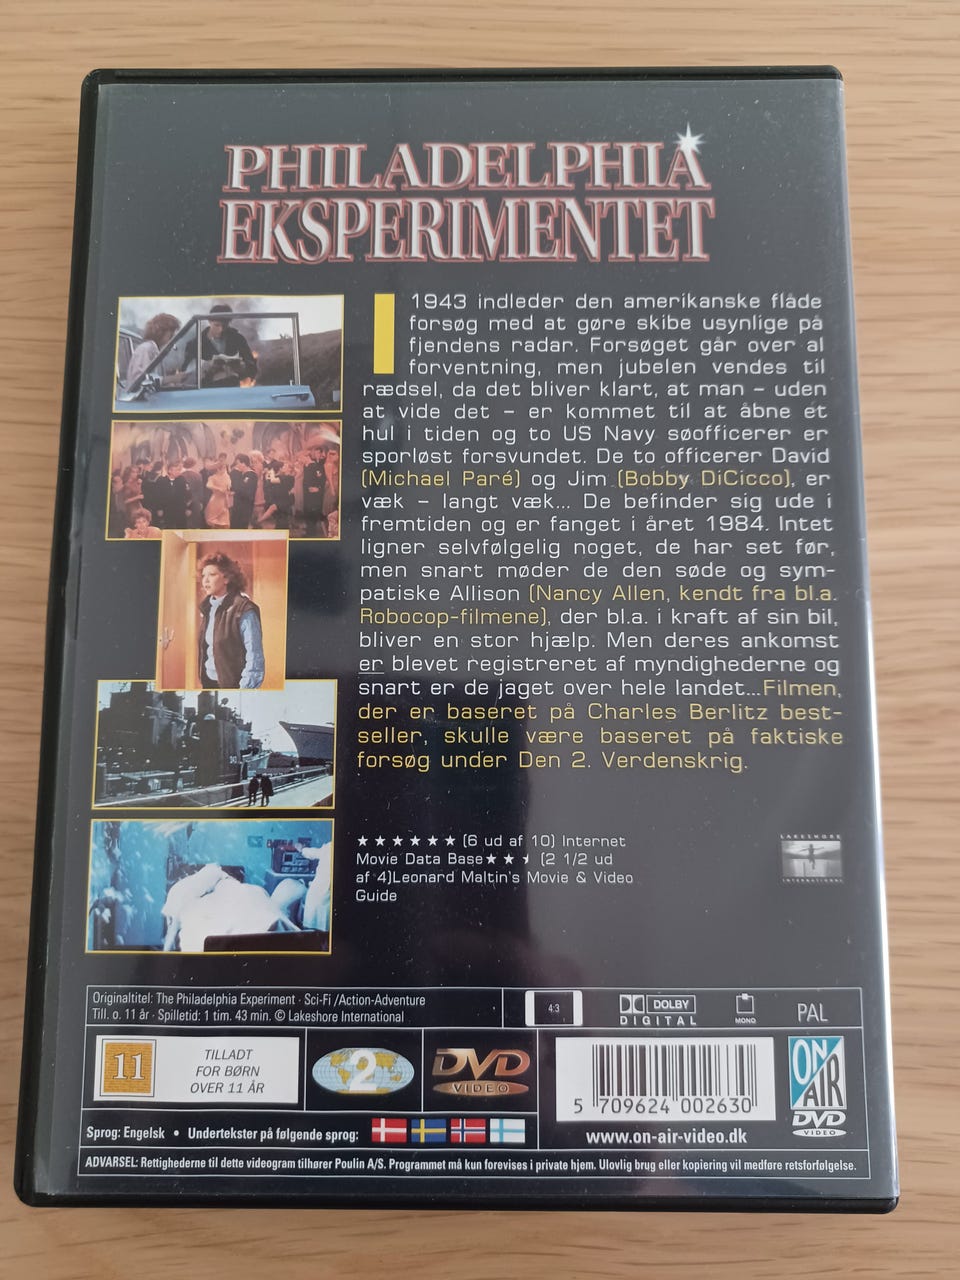 PHILADELPHIA
EKSPERIMENTET
I 1943 indleder den amerikanske flåde
forsøg med at gøre skibe usynlige på
fjendens radar. Forsøget går over al
forventning, men jubelen vendes til
rædsel, da det bliver klart, at man – uden
at vide det – er kommet til at åbne ét
hul i tiden og to US Navy søofficerer er
sporløst forsvundet. De to officerer David
(Michael Paré) og Jim (Bobby DiCicco), er
væk – langt væk... De befinder sig ude i
fremtiden og er fanget i året 1984. Intet
ligner selvfølgelig noget, de har set før,
men snart møder de den søde og sym-
patiske Allison (Nancy Allen, kendt fra bl.a.
Robocop-filmene), der bl.a. i kraft af sin bil,
bliver en stor hjælp. Men deres ankomst
er blevet registreret af myndighederne og
snart er de jaget over hele landet...Filmen,
der er baseret på Charles Berlitz best-
seller, skulle være baseret på faktiske
forsøg under Den 2. Verdenskrig.
★★★★★★ (6 ud af 10) Internet
Movie Data Base★★⯨ (2 1/2 ud
af 4)Leonard Maltin's Movie & Video
Guide
LAKESHORE
INTERNATIONAL
Originaltitel: The Philadelphia Experiment · Sci-Fi /Action-Adventure
Till. o. 11 år · Spilletid: 1 tim. 43 min. © Lakeshore International
4:3
DOLBY
DIGITAL
MONO
PAL
11
TILLADT
FOR BØRN
OVER 11 ÅR
2
DVD
VIDEO
5 709624 002630
ON
AIR
DVD
VIDEO
Sprog: Engelsk • Undertekster på følgende sprog:
www.on-air-video.dk
ADVARSEL: Rettighederne til dette videogram tilhører Poulin A/S. Programmet må kun forevises i private hjem. Ulovlig brug eller kopiering vil medføre retsforfølgelse.